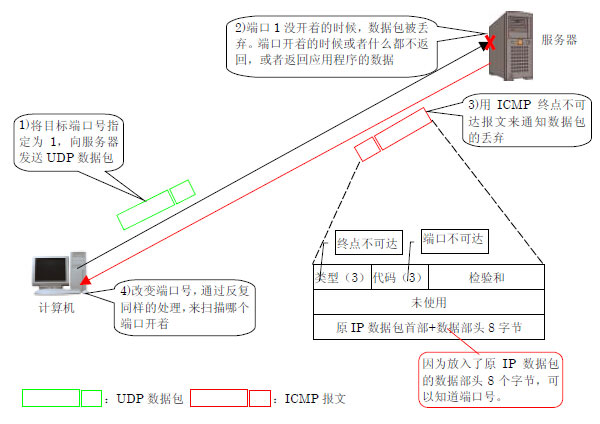 2)端口1没开着的时候，数据包被丢
弃。端口开着的时候或者什么都不返
回，或者返回应用程序的数据
服务器
3)用 ICMP 终点不可
达报文来通知数据包
的丢弃
1)将目标端口号指
定为 1，向服务器
发送 UDP 数据包
计算机
4)改变端口号，通过反复
同样的处理，来扫描哪个
端口开着
终点不可达
端口不可达
类型（3）
代码（3）
检验和
未使用
原IP数据包首部+数据部头8字节
因为放入了原 IP 数据包
的数据部头 8 个字节，可
以知道端口号。
：UDP 数据包
：ICMP 报文